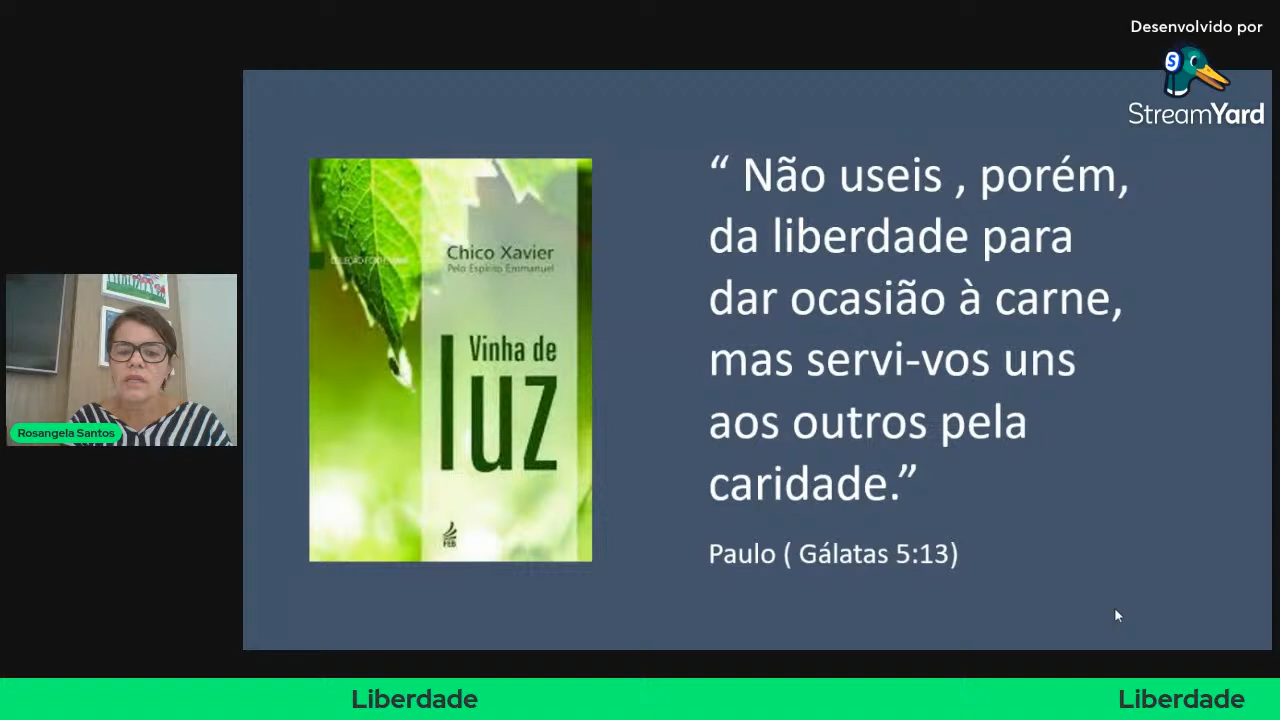 Desenvolvido por
StreamYard
“ Não useis , porém,
da liberdade para
dar ocasião à carne,
mas servi-vos uns
aos outros pela
caridade.”
Paulo ( Gálatas 5:13)
Chico Xavier
Pelo Espírito Emmanuel
Vinha de
luz
FEB
Rosangela Santos
Liberdade
Liberdade